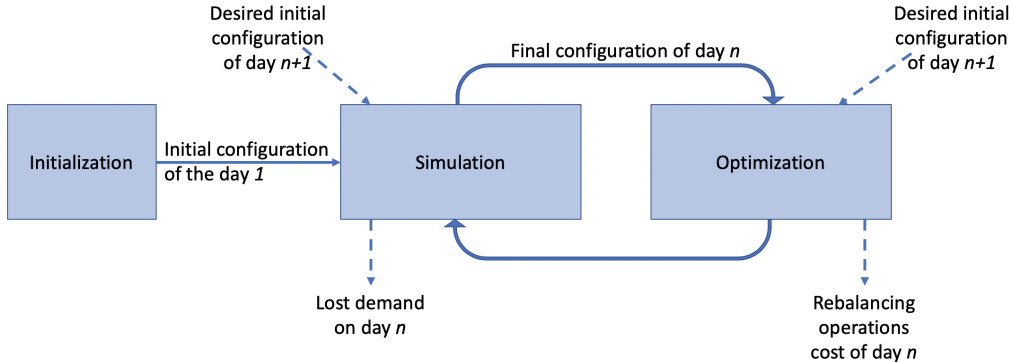 Desired initial
configuration
of day n+1
Desired initial
configuration
of day n+1
Final configuration of day n
Initialization
Initial configuration
of the day 1
Simulation
Optimization
Lost demand
on day n
Rebalancing
operations
cost of day n